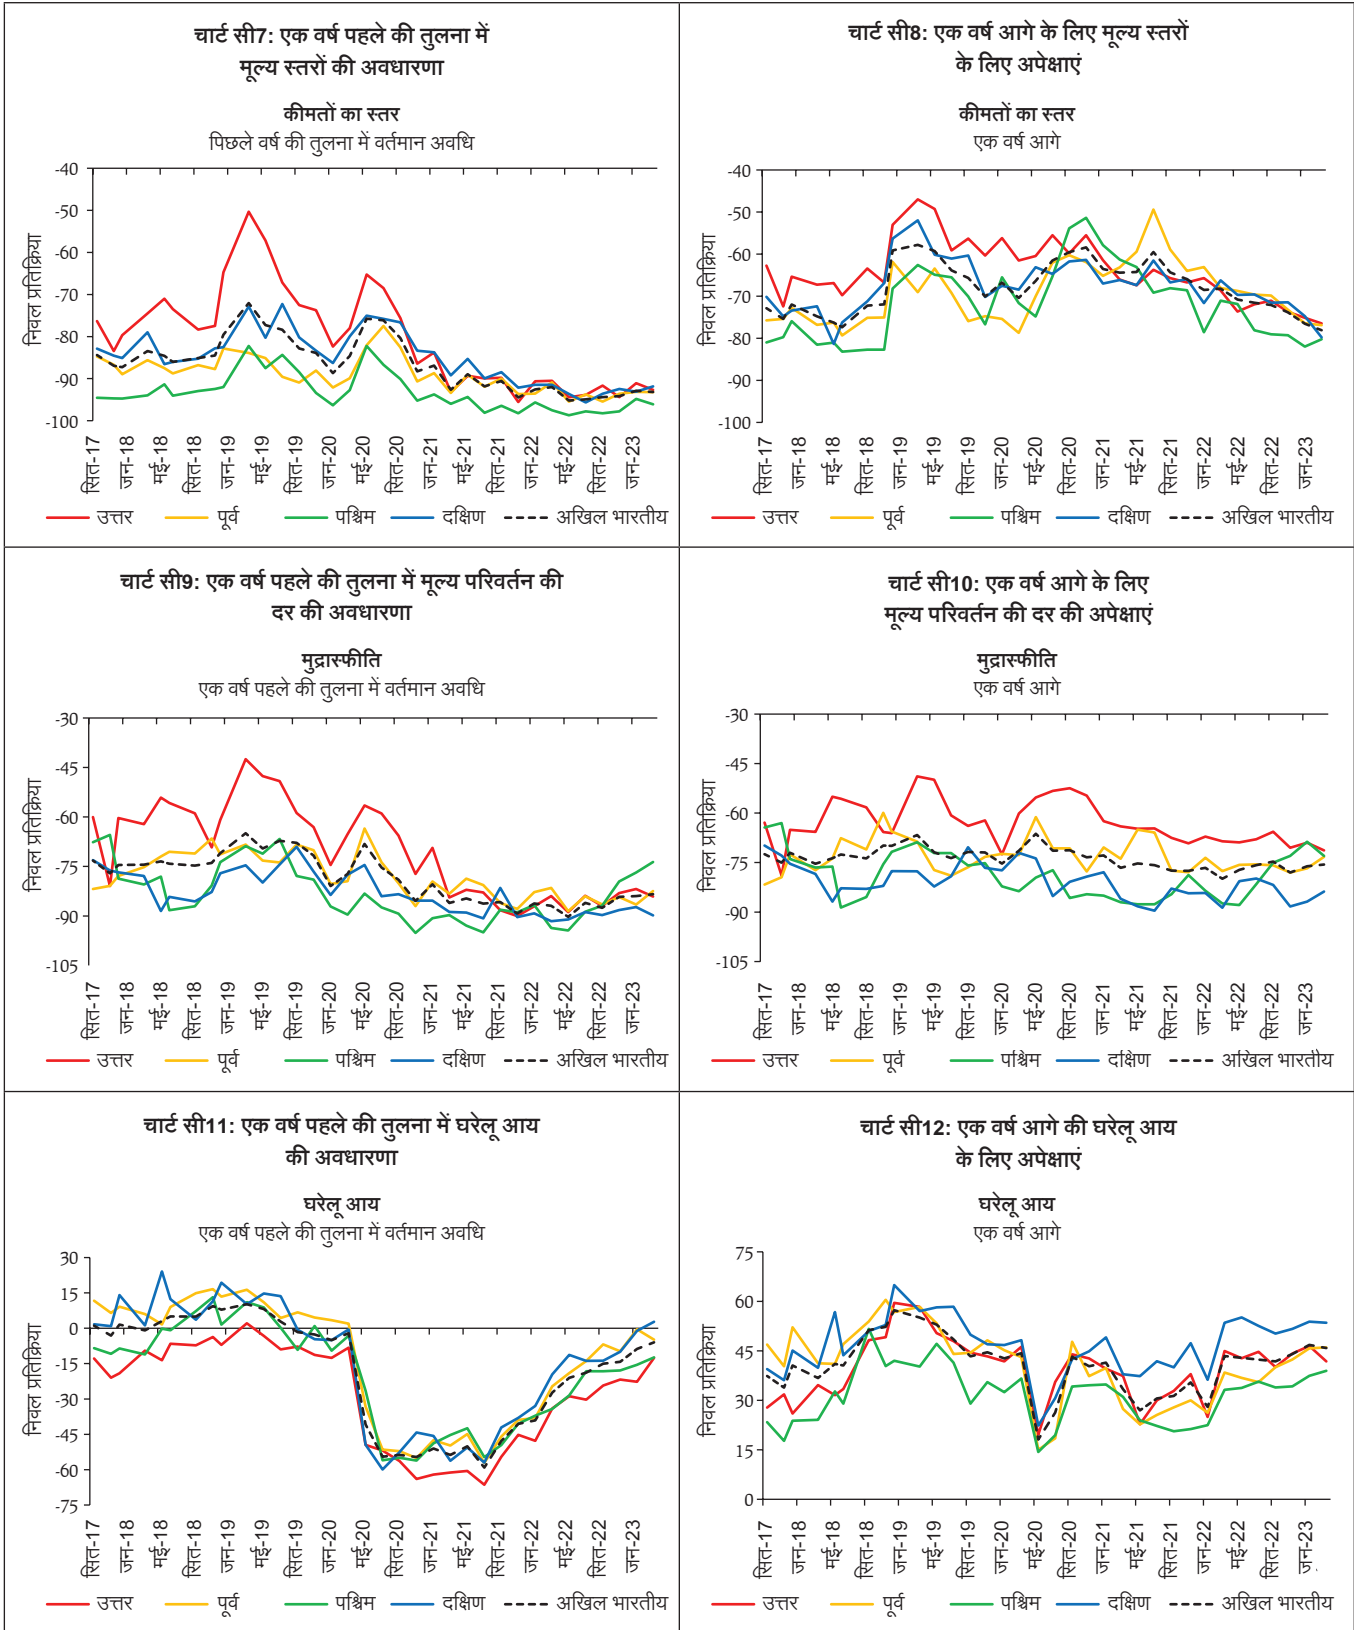 चार्ट सी7: एक वर्ष पहले की तुलना में
मूल्य स्तरों की अवधारणा
कीमतों का स्तर
पिछले वर्ष की तुलना में वर्तमान अवधि
निवल प्रतिक्रिया
-40
-50
-60
-70
-80
-90
-100
सित-17
जन-18
मई-18
सित-18
जन-19
मई-19
सित-19
जन-20
मई-20
सित-20
जन-21
मई-21
सित-21
जन-22
मई-22
सित-22
जन-23
उत्तर पूर्व पश्चिम दक्षिण अखिल भारतीय
चार्ट सी8: एक वर्ष आगे के लिए मूल्य स्तरों
के लिए अपेक्षाएं
कीमतों का स्तर
एक वर्ष आगे
निवल प्रतिक्रिया
-40
-50
-60
-70
-80
-90
-100
सित-17
जन-18
मई-18
सित-18
जन-19
मई-19
सित-19
जन-20
मई-20
सित-20
जन-21
मई-21
सित-21
जन-22
मई-22
सित-22
जन-23
उत्तर पूर्व पश्चिम दक्षिण अखिल भारतीय
चार्ट सी9: एक वर्ष पहले की तुलना में मूल्य परिवर्तन की
दर की अवधारणा
मुद्रास्फीति
एक वर्ष पहले की तुलना में वर्तमान अवधि
निवल प्रतिक्रिया
-30
-45
-60
-75
-90
-105
सित-17
जन-18
मई-18
सित-18
जन-19
मई-19
सित-19
जन-20
मई-20
सित-20
जन-21
मई-21
सित-21
जन-22
मई-22
सित-22
जन-23
उत्तर पूर्व पश्चिम दक्षिण अखिल भारतीय
चार्ट सी10: एक वर्ष आगे के लिए
मूल्य परिवर्तन की दर की अपेक्षाएं
मुद्रास्फीति
एक वर्ष आगे
निवल प्रतिक्रिया
-30
-45
-60
-75
-90
-105
सित-17
जन-18
मई-18
सित-18
जन-19
मई-19
सित-19
जन-20
मई-20
सित-20
जन-21
मई-21
सित-21
जन-22
मई-22
सित-22
जन-23
उत्तर पूर्व पश्चिम दक्षिण अखिल भारतीय
चार्ट सी11: एक वर्ष पहले की तुलना में घरेलू आय
की अवधारणा
घरेलू आय
एक वर्ष पहले की तुलना में वर्तमान अवधि
निवल प्रतिक्रिया
30
15
0
-15
-30
-45
-60
-75
सित-17
जन-18
मई-18
सित-18
जन-19
मई-19
सित-19
जन-20
मई-20
सित-20
जन-21
मई-21
सित-21
जन-22
मई-22
सित-22
जन-23
उत्तर पूर्व पश्चिम दक्षिण अखिल भारतीय
चार्ट सी12: एक वर्ष आगे की घरेलू आय
के लिए अपेक्षाएं
घरेलू आय
एक वर्ष आगे
निवल प्रतिक्रिया
75
60
45
30
15
0
सित-17
जन-18
मई-18
सित-18
जन-19
मई-19
सित-19
जन-20
मई-20
सित-20
जन-21
मई-21
सित-21
जन-22
मई-22
सित-22
जन-23
उत्तर पूर्व पश्चिम दक्षिण अखिल भारतीय